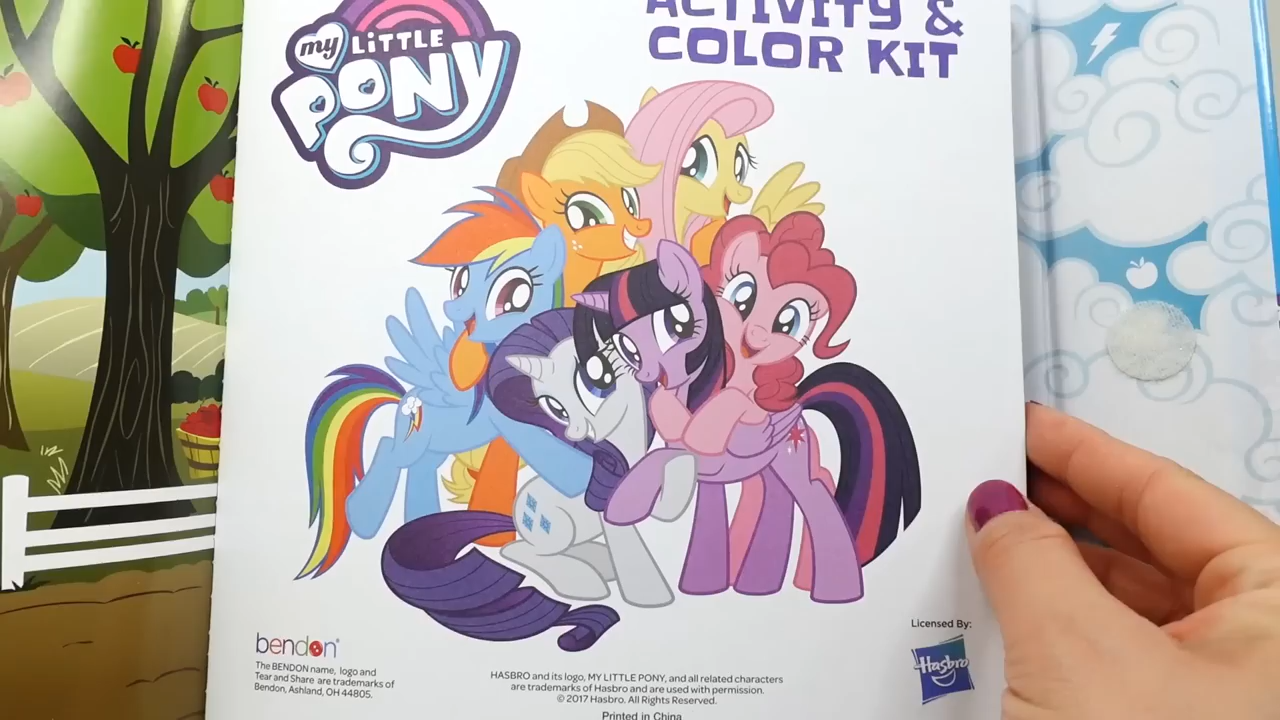 my LiTTLE
PONY
ACTIVITY &
COLOR KIT
Licensed By:
Hasbro
bendon®
The BENDON name, logo and
Tear and Share are trademarks of
Bendon, Ashland, OH 44805.
HASBRO and its logo, MY LITTLE PONY, and all related characters
are trademarks of Hasbro and are used with permission.
© 2017 Hasbro. All Rights Reserved.
Printed in China